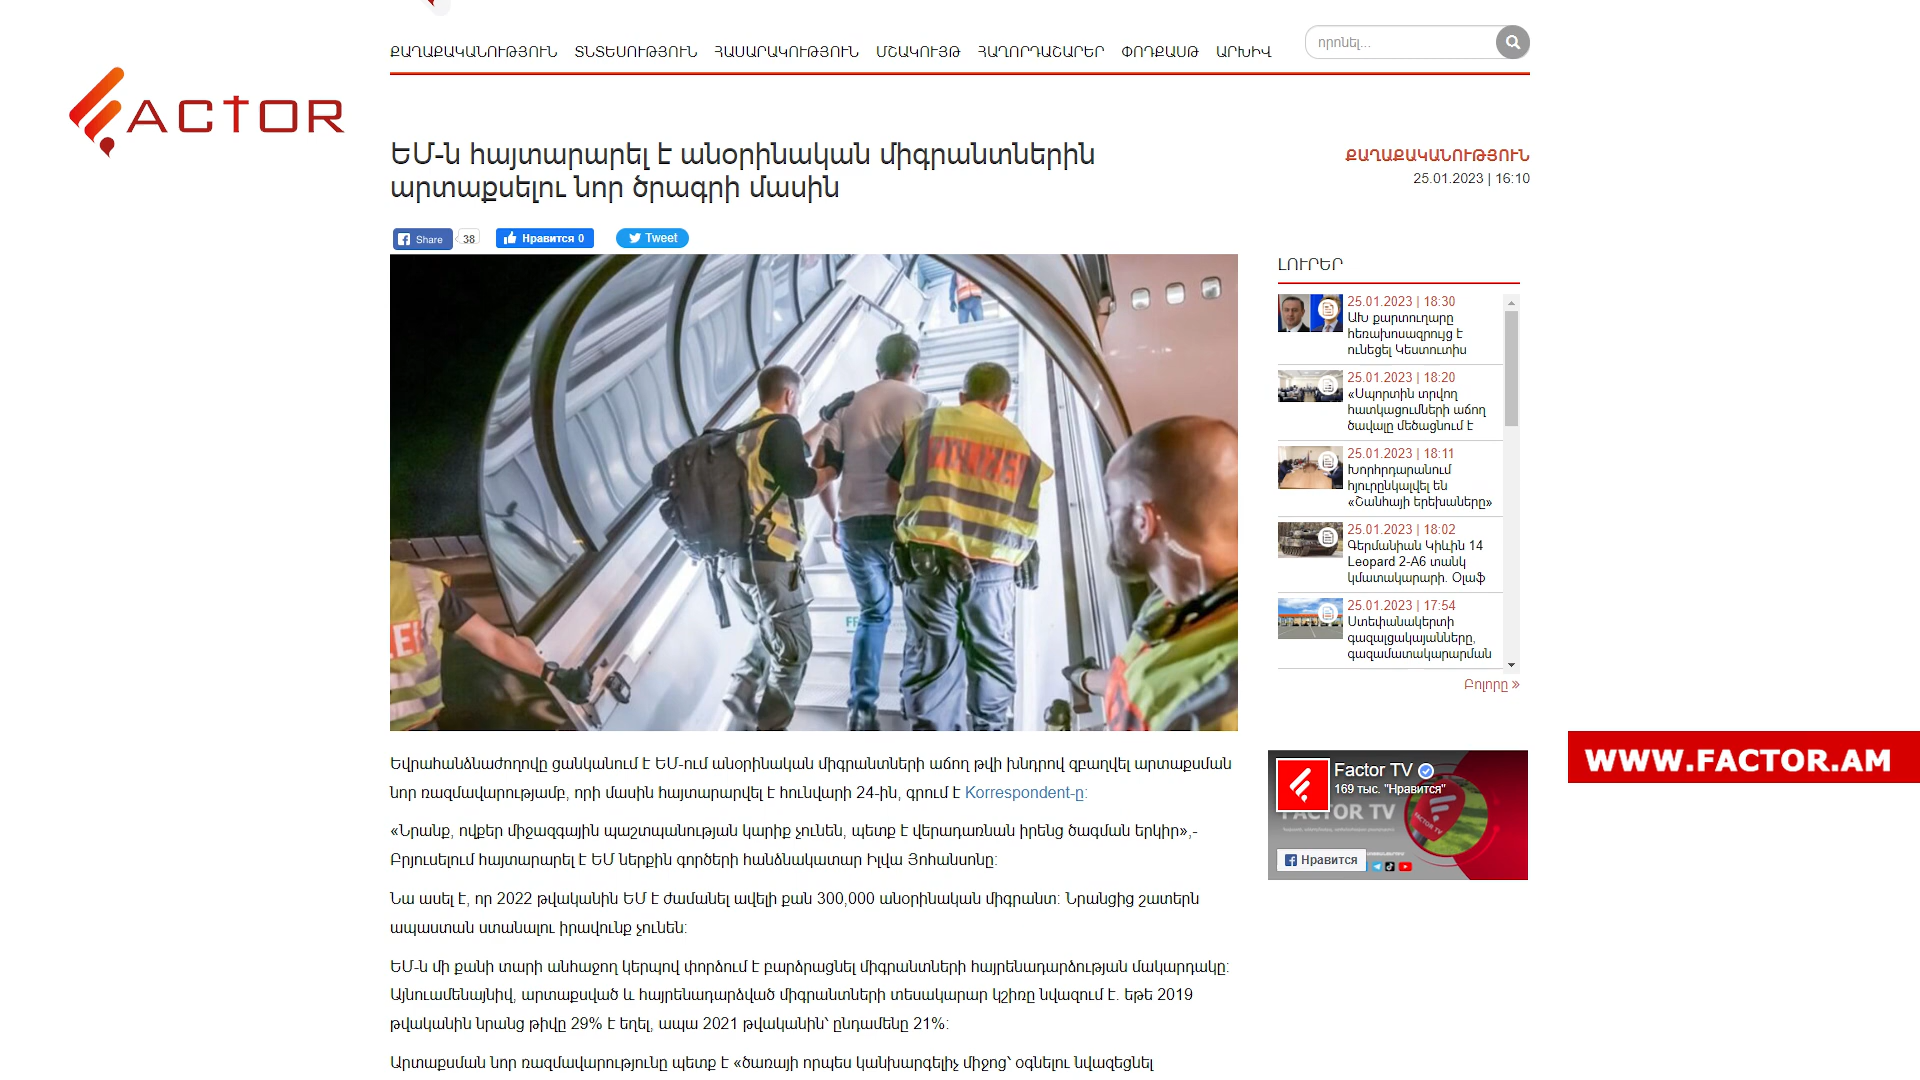 ՔԱՂԱՔԱԿԱՆՈՒԹՅՈՒՆ ՏՆՏԵՍՈՒԹՅՈՒՆ ՀԱՍԱՐԱԿՈՒԹՅՈՒՆ ՄՇԱԿՈՒՅԹ ՀԱՂՈՐԴԱՇԱՐԵՐ ՓՈԴՔԱՍԹ ԱՐԽԻՎ
որոնել...
ACTOR
ԵՄ-ն հայտարարել է անօրինական միգրանտներին
արտաքսելու նոր ծրագրի մասին
ՔԱՂԱՔԱԿԱՆՈՒԹՅՈՒՆ
25.01.2023 | 16:10
Share 38 Нравится 0 Tweet
POLIZEI
ԼՈՒՐԵՐ
25.01.2023 | 18:30
ԱԽ քարտուղարը
հեռախոսազրույց է
ունեցել Կեստուտիս
25.01.2023 | 18:20
«Սպորտին տրվող
հատկացումների աճող
ծավալը մեծացնում է
25.01.2023 | 18:11
Խորհրդարանում
հյուրընկալվել են
«Շանհայի երեխաները»
25.01.2023 | 18:02
Գերմանիան Կիևին 14
Leopard 2-A6 տանկ
կմատակարարի. Օլաֆ
25.01.2023 | 17:54
Ստեփանակերտի
գազալցակայանները,
գազամատակարարման
Բոլորը »
Եվրահանձնաժողովը ցանկանում է ԵՄ-ում անօրինական միգրանտների աճող թվի խնդրով զբաղվել արտաքսման
նոր ռազմավարությամբ, որի մասին հայտարարվել է հունվարի 24-ին, գրում է Korrespondent-ը:
«Նրանք, ովքեր միջազգային պաշտպանության կարիք չունեն, պետք է վերադառնան իրենց ծագման երկիր»,-
Բրյուսելում հայտարարել է ԵՄ ներքին գործերի հանձնակատար Իլվա Յոհանսոնը:
Նա ասել է, որ 2022 թվականին ԵՄ է ժամանել ավելի քան 300,000 անօրինական միգրանտ: Նրանցից շատերն
ապաստան ստանալու իրավունք չունեն:
ԵՄ-ն մի քանի տարի անհաջող կերպով փորձում է բարձրացնել միգրանտների հայրենադարձության մակարդակը:
Այնուամենայնիվ, արտաքսված և հայրենադարձված միգրանտների տեսակարար կշիռը նվազում է. եթե 2019
թվականին նրանց թիվը 29% է եղել, ապա 2021 թվականին՝ ընդամենը 21%:
Արտաքսման նոր ռազմավարությունը պետք է «ծառայի որպես կանխարգելիչ միջոց՝ օգնելու նվազեցնել
Factor TV
169 тыс. "Нравится"
FACTOR TV
Нравится
WWW.FACTOR.AM